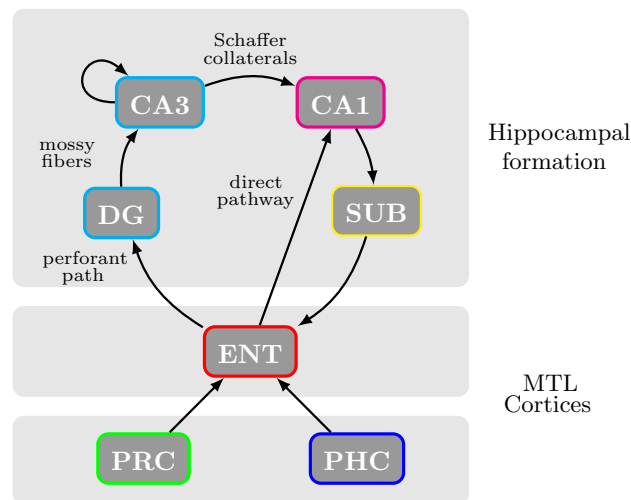 Schaffer
collaterals
CA3
CA1
mossy
fibers
Hippocampal
formation
direct
pathway
DG
SUB
perforant
path
ENT
MTL
Cortices
PRC
PHC